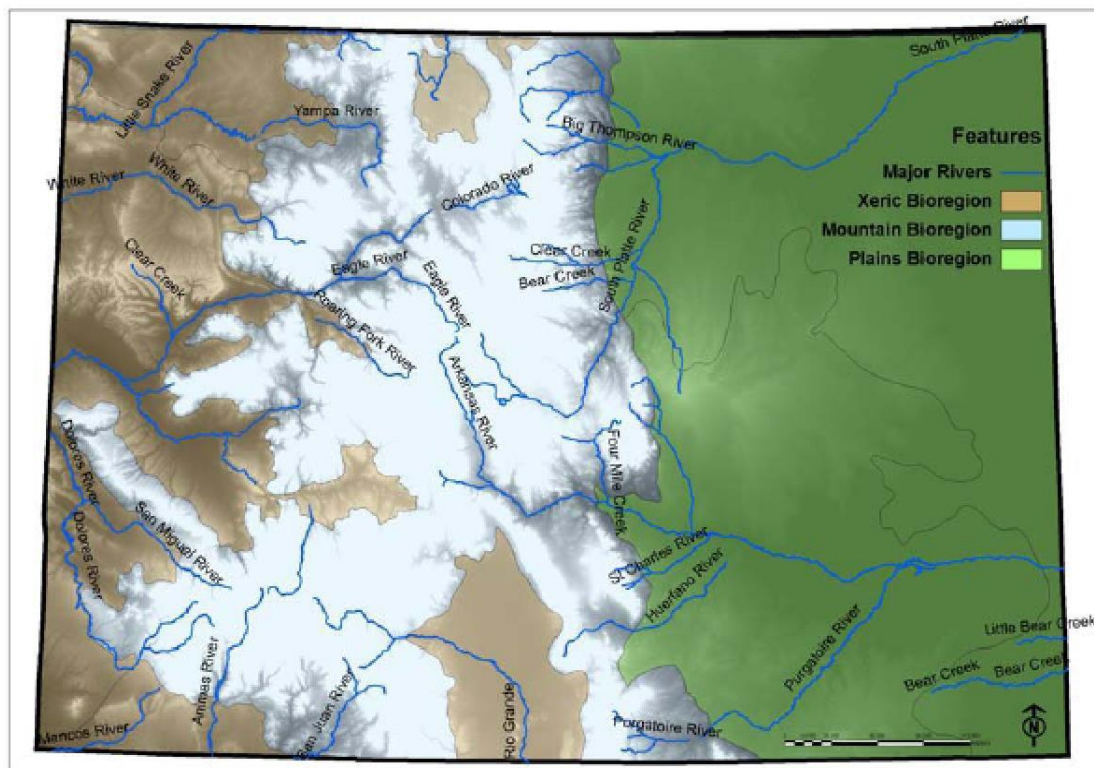 South Platte River
Little Snake River
Yampa River
Big Thompson River
Features
Major Rivers
Xeric Bioregion
Mountain Bioregion
Plains Bioregion
White River
White River
Colorado River
Clear Creek
Eagle River
Eagle River
Clear Creek
Bear Creek
South Platte River
Roaring Fork River
Arkansas River
Four Mile Creek
Dolores River
San Miguel River
Dolores River
St Charles River
Huerfano River
Purgatoire River
Little Bear Creek
Bear Creek
Bear Creek
Mancos River
Animas River
San Juan River
Rio Grande
Purgatoire River
N